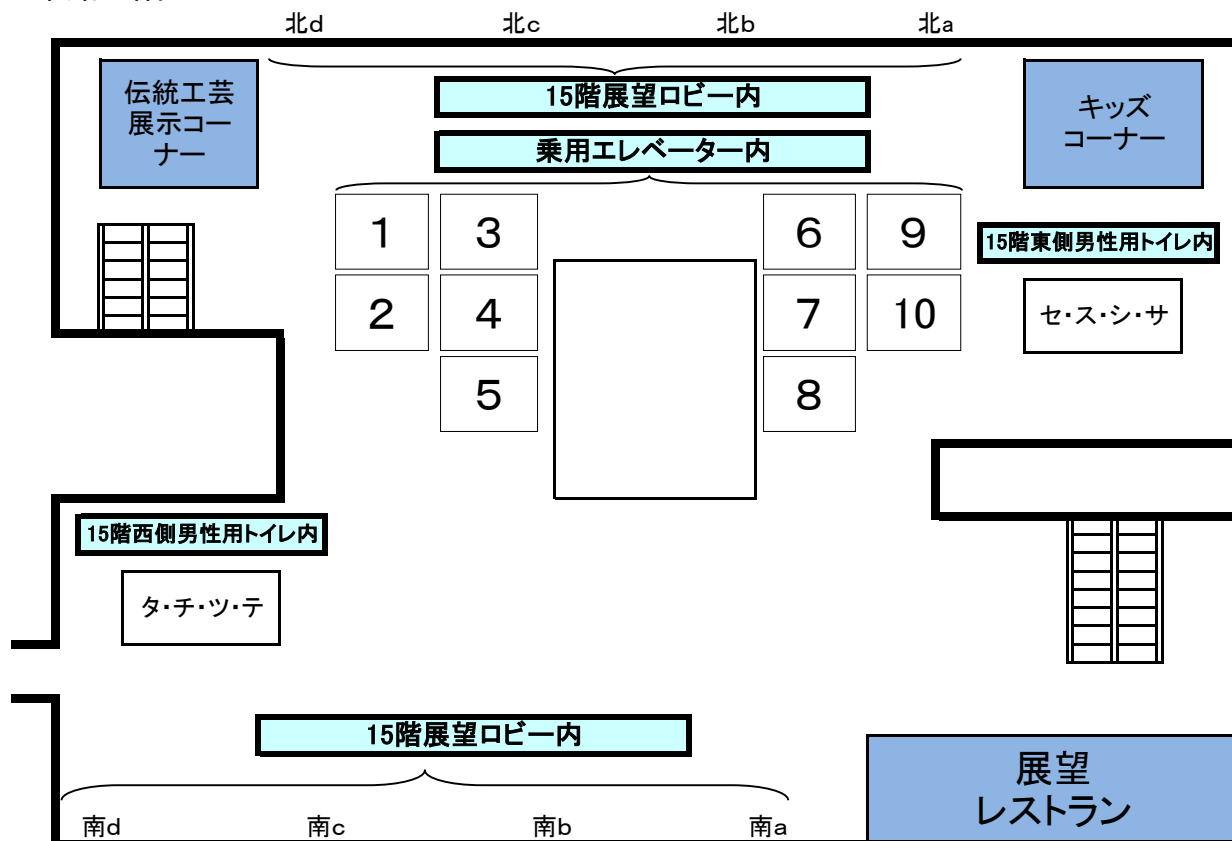 北d 北c 北b 北a
伝統工芸
展示コー
ナー
15階展望ロビー内
キッズ
コーナー
乗用エレベーター内
1 3 6 9
15階東側男性用トイレ内
2 4 7 10
セ・ス・シ・サ
5 8
15階西側男性用トイレ内
タ・チ・ツ・テ
15階展望ロビー内
展望
レストラン
南d 南c 南b 南a